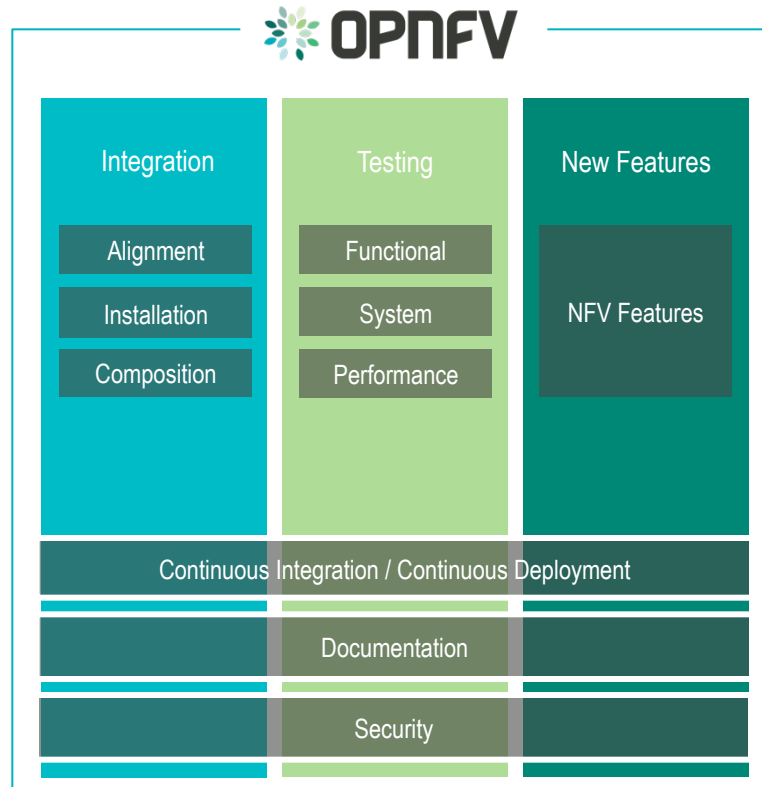 OPNFV
Integration
Alignment
Installation
Composition
Testing
Functional
System
Performance
New Features
NFV Features
Continuous Integration / Continuous Deployment
Documentation
Security